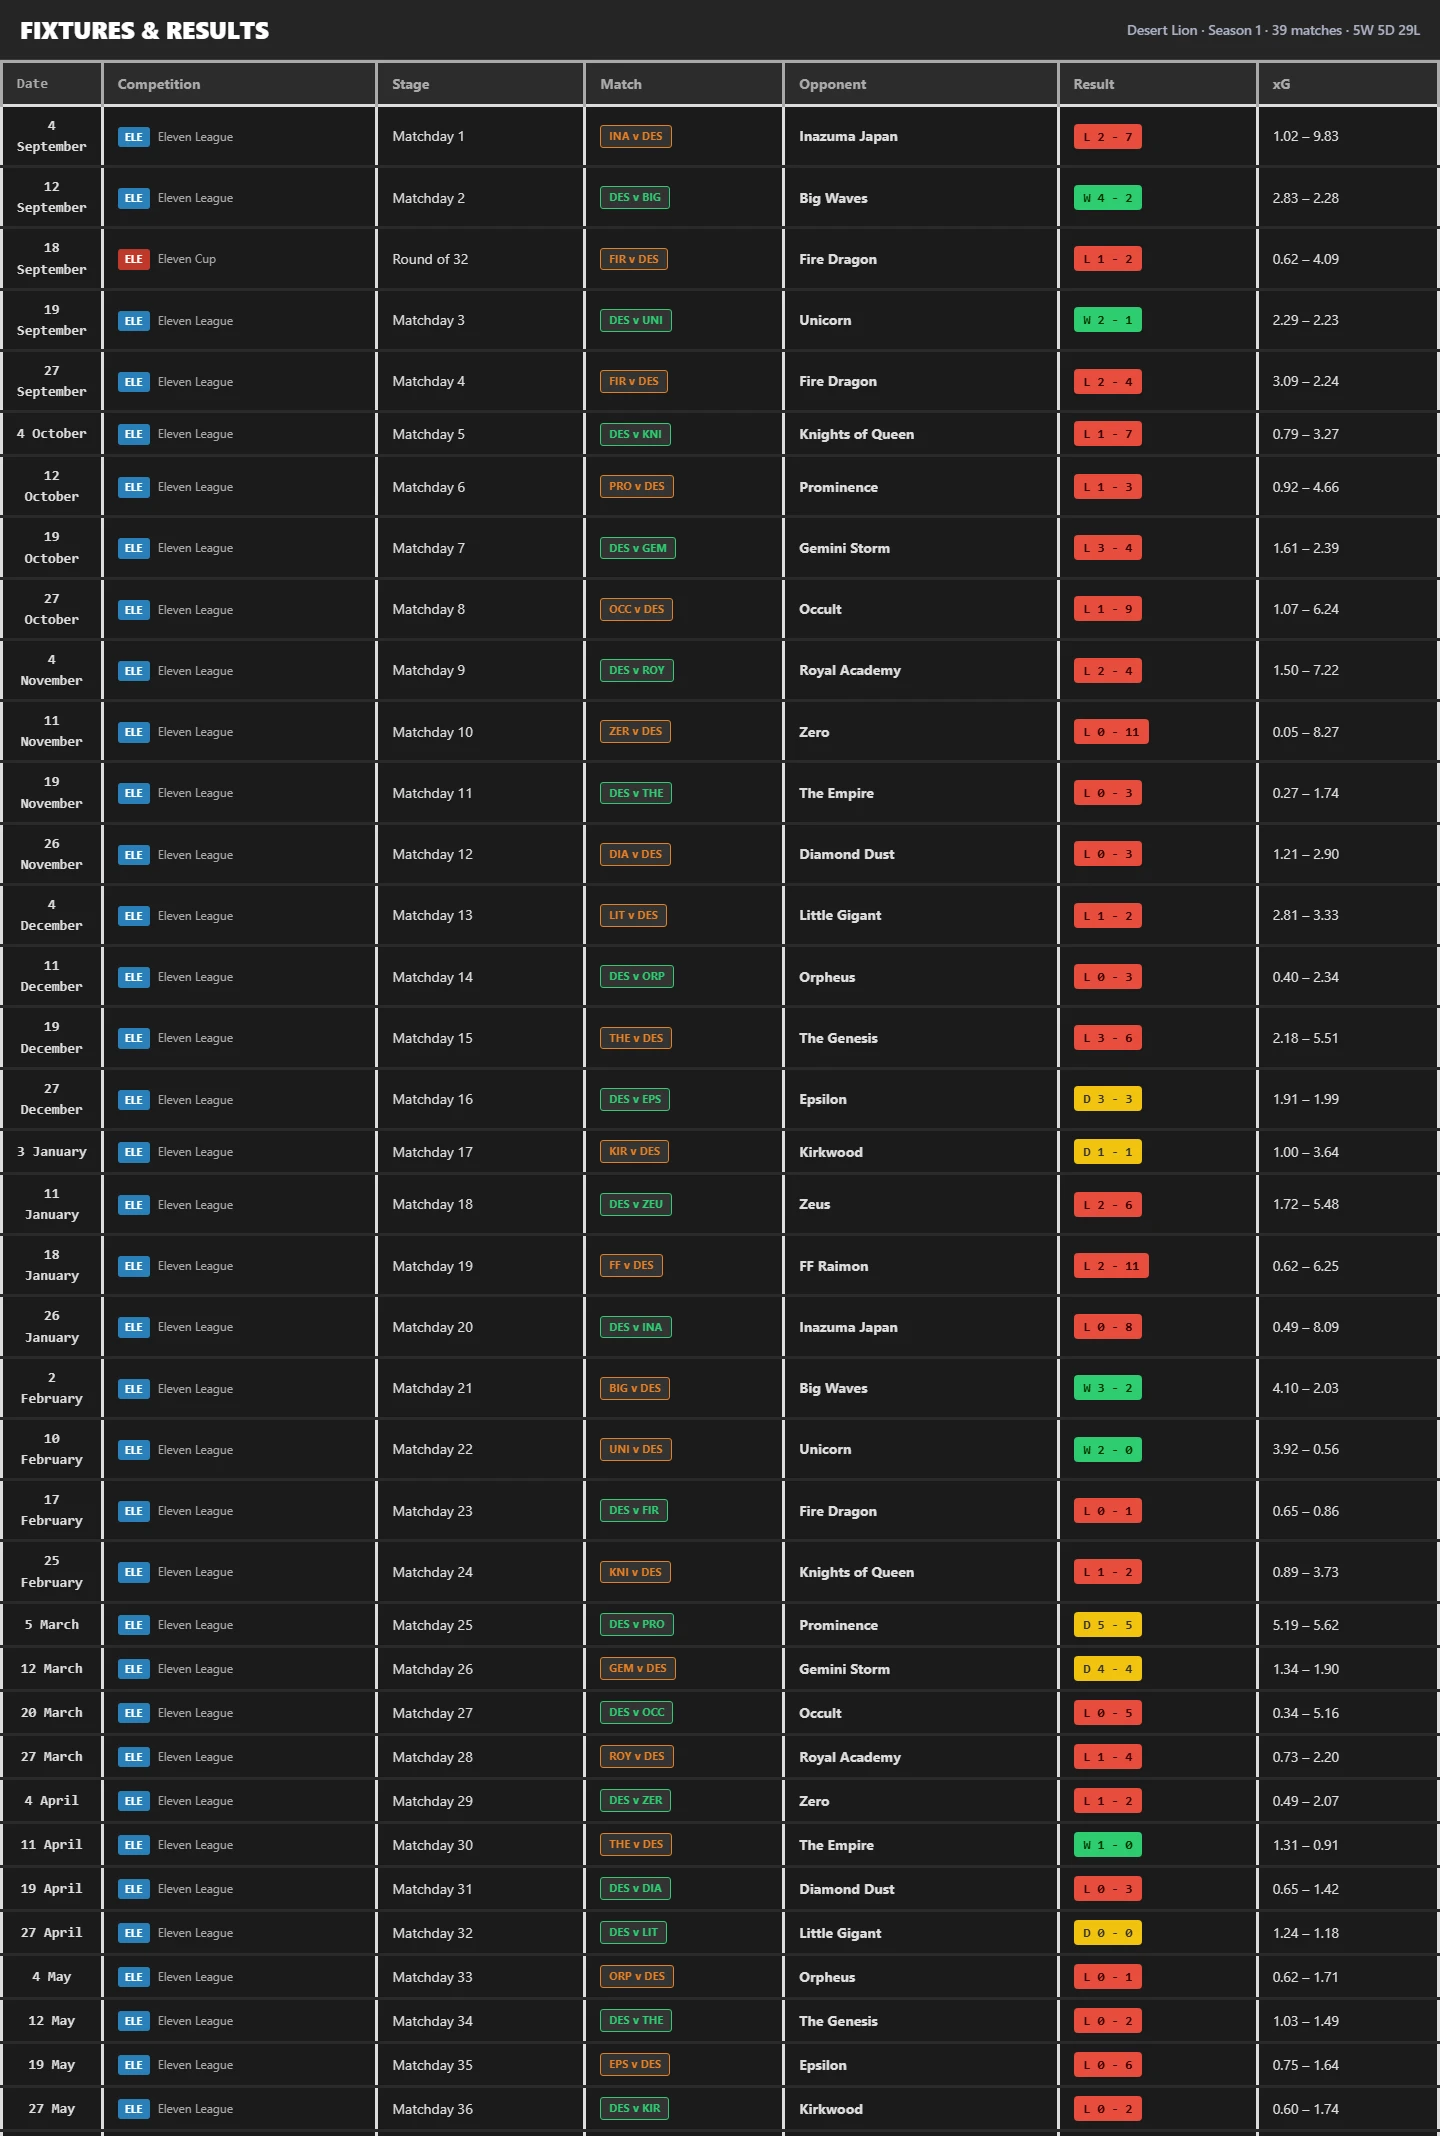 FIXTURES & RESULTS
Desert Lion · Season 1 · 39 matches · 5W 5D 29L
Date Competition Stage Match Opponent Result xG
4 September ELE Eleven League Matchday 1 INA v DES Inazuma Japan L 2 - 7 1.02 – 9.83
12 September ELE Eleven League Matchday 2 DES v BIG Big Waves W 4 - 2 2.83 – 2.28
18 September ELE Eleven Cup Round of 32 FIR v DES Fire Dragon L 1 - 2 0.62 – 4.09
19 September ELE Eleven League Matchday 3 DES v UNI Unicorn W 2 - 1 2.29 – 2.23
27 September ELE Eleven League Matchday 4 FIR v DES Fire Dragon L 2 - 4 3.09 – 2.24
4 October ELE Eleven League Matchday 5 DES v KNI Knights of Queen L 1 - 7 0.79 – 3.27
12 October ELE Eleven League Matchday 6 PRO v DES Prominence L 1 - 3 0.92 – 4.66
19 October ELE Eleven League Matchday 7 DES v GEM Gemini Storm L 3 - 4 1.61 – 2.39
27 October ELE Eleven League Matchday 8 OCC v DES Occult L 1 - 9 1.07 – 6.24
4 November ELE Eleven League Matchday 9 DES v ROY Royal Academy L 2 - 4 1.50 – 7.22
11 November ELE Eleven League Matchday 10 ZER v DES Zero L 0 - 11 0.05 – 8.27
19 November ELE Eleven League Matchday 11 DES v THE The Empire L 0 - 3 0.27 – 1.74
26 November ELE Eleven League Matchday 12 DIA v DES Diamond Dust L 0 - 3 1.21 – 2.90
4 December ELE Eleven League Matchday 13 LIT v DES Little Gigant L 1 - 2 2.81 – 3.33
11 December ELE Eleven League Matchday 14 DES v ORP Orpheus L 0 - 3 0.40 – 2.34
19 December ELE Eleven League Matchday 15 THE v DES The Genesis L 3 - 6 2.18 – 5.51
27 December ELE Eleven League Matchday 16 DES v EPS Epsilon D 3 - 3 1.91 – 1.99
3 January ELE Eleven League Matchday 17 KIR v DES Kirkwood D 1 - 1 1.00 – 3.64
11 January ELE Eleven League Matchday 18 DES v ZEU Zeus L 2 - 6 1.72 – 5.48
18 January ELE Eleven League Matchday 19 FF v DES FF Raimon L 2 - 11 0.62 – 6.25
26 January ELE Eleven League Matchday 20 DES v INA Inazuma Japan L 0 - 8 0.49 – 8.09
2 February ELE Eleven League Matchday 21 BIG v DES Big Waves W 3 - 2 4.10 – 2.03
10 February ELE Eleven League Matchday 22 UNI v DES Unicorn W 2 - 0 3.92 – 0.56
17 February ELE Eleven League Matchday 23 DES v FIR Fire Dragon L 0 - 1 0.65 – 0.86
25 February ELE Eleven League Matchday 24 KNI v DES Knights of Queen L 1 - 2 0.89 – 3.73
5 March ELE Eleven League Matchday 25 DES v PRO Prominence D 5 - 5 5.19 – 5.62
12 March ELE Eleven League Matchday 26 GEM v DES Gemini Storm D 4 - 4 1.34 – 1.90
20 March ELE Eleven League Matchday 27 DES v OCC Occult L 0 - 5 0.34 – 5.16
27 March ELE Eleven League Matchday 28 ROY v DES Royal Academy L 1 - 4 0.73 – 2.20
4 April ELE Eleven League Matchday 29 DES v ZER Zero L 1 - 2 0.49 – 2.07
11 April ELE Eleven League Matchday 30 THE v DES The Empire W 1 - 0 1.31 – 0.91
19 April ELE Eleven League Matchday 31 DES v DIA Diamond Dust L 0 - 3 0.65 – 1.42
27 April ELE Eleven League Matchday 32 DES v LIT Little Gigant D 0 - 0 1.24 – 1.18
4 May ELE Eleven League Matchday 33 ORP v DES Orpheus L 0 - 1 0.62 – 1.71
12 May ELE Eleven League Matchday 34 DES v THE The Genesis L 0 - 2 1.03 – 1.49
19 May ELE Eleven League Matchday 35 EPS v DES Epsilon L 0 - 6 0.75 – 1.64
27 May ELE Eleven League Matchday 36 DES v KIR Kirkwood L 0 - 2 0.60 – 1.74